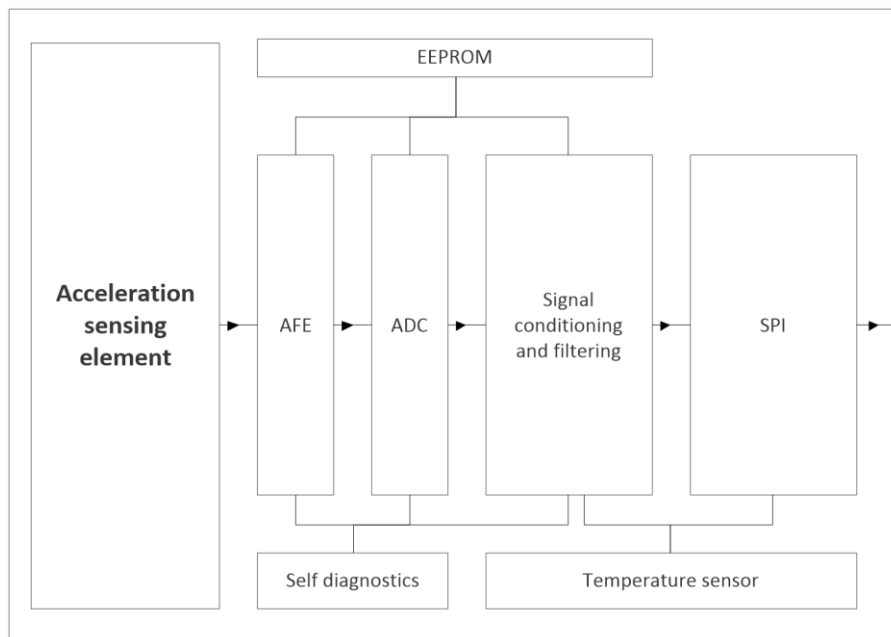 EEPROM
Acceleration
sensing
element
AFE
ADC
Signal
conditioning
and filtering
SPI
Self diagnostics
Temperature sensor